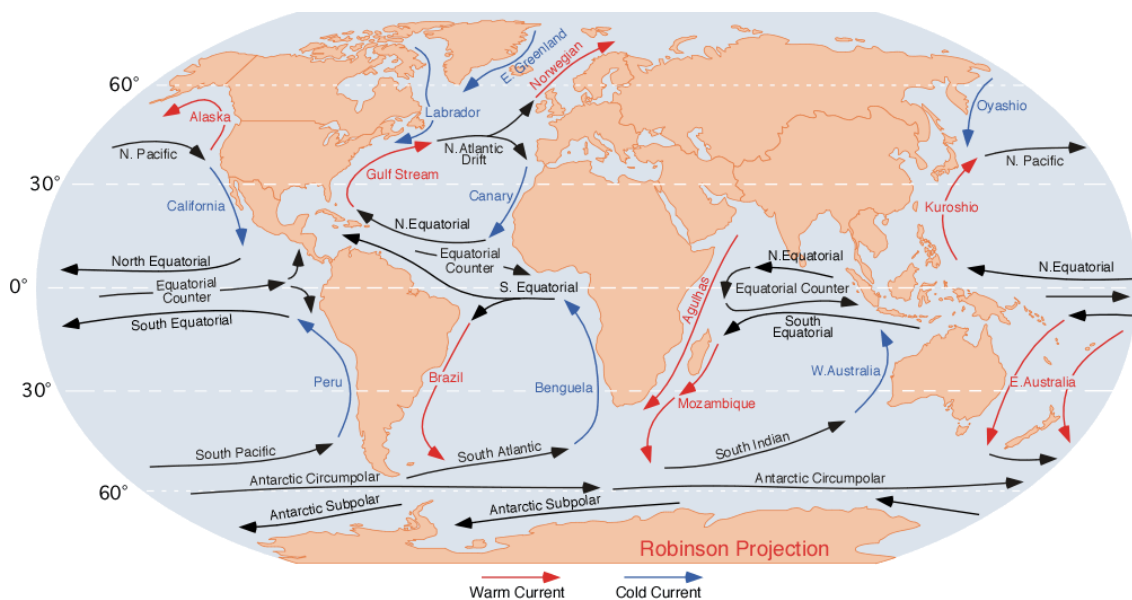 E. Greenland
Norwegian
60°
Alaska
Labrador
Oyashio
N. Pacific
N.Atlantic
Drift
N. Pacific
30°
Gulf Stream
Canary
California
Kuroshio
N.Equatorial
North Equatorial
Equatorial
Counter
N.Equatorial
N.Equatorial
0°
Equatorial
Counter
S. Equatorial
Equatorial Counter
Agulhas
South Equatorial
South
Equatorial
Peru
Brazil
Benguela
W.Australia
E.Australia
30°
Mozambique
South Pacific
South Atlantic
South Indian
Antarctic Circumpolar
Antarctic Circumpolar
60°
Antarctic Subpolar
Antarctic Subpolar
Robinson Projection
Warm Current
Cold Current